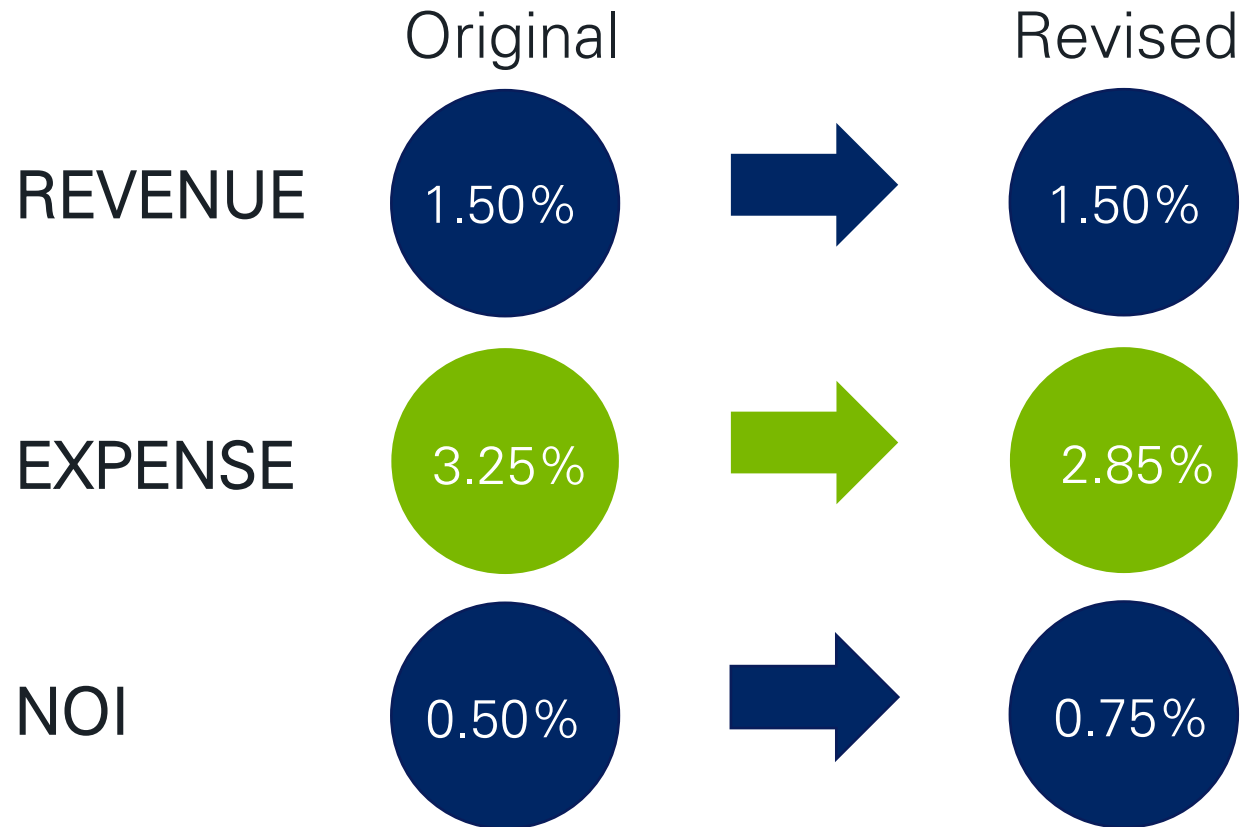 Original Revised
REVENUE 1.50% 1.50%
EXPENSE 3.25% 2.85%
NOI 0.50% 0.75%